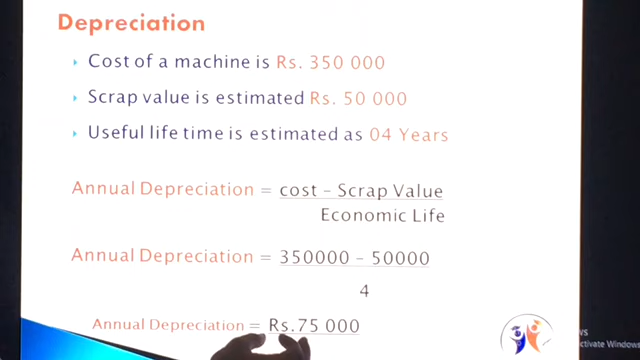 Depreciation
Cost of a machine is Rs. 350 000
Scrap value is estimated Rs. 50 000
Useful life time is estimated as 04 Years
Annual Depreciation = cost – Scrap Value
Economic Life
Annual Depreciation = 350000 – 50000
4
Annual Depreciation = Rs.75 000
ctivate Windows